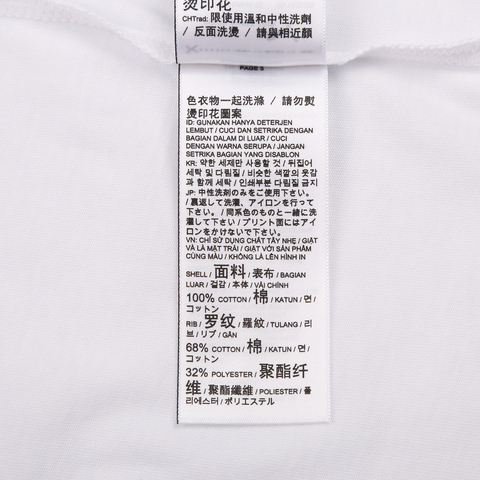 烫印花
CHTrad: 限使用溫和中性洗劑
/ 反面洗燙 / 請與相近顏
PAGE 5
色衣物一起洗滌 / 請勿熨
燙印花圖案
ID: GUNAKAN HANYA DETERJEN
LEMBUT / CUCI DAN SETRIKA DENGAN
BAGIAN DALAM DI LUAR / CUCI
DENGAN WARNA SERUPA / JANGAN
SETRIKA BAGIAN YANG DISABLON
KR: 약한 세제만 사용할 것 / 뒤집어
세탁 및 다림질 / 비슷한 색깔의 옷감
과 함께 세탁 / 인쇄부분 다림질 금지
JP: 中性洗剤のみをご使用下さい。
/ 裏返して洗濯、アイロンを行って
下さい。 / 同系色のものと一緒に洗
濯して下さい / プリント面にはアイ
ロンをかけないで下さい。
VN: CHỈ SỬ DỤNG CHẤT TẨY NHẸ / GIẶT
VÀ LÀ MẶT TRÁI / GIẶT VỚI SẢN PHẨM
CÙNG MÀU / KHÔNG LÀ LÊN HÌNH IN
SHELL / 面料 / 表布 / BAGIAN
LUAR / 겉감 / 本体 / VẢI CHÍNH
100% COTTON / 棉 / KATUN / 면 /
コットン
RIB / 罗纹 / 羅紋 / TULANG / 리
브 / リブ / GÂN
68% COTTON / 棉 / KATUN / 면 /
コットン
32% POLYESTER / 聚酯纤
维 / 聚酯纖維 / POLIESTER / 폴
리에스터 / ポリエステル